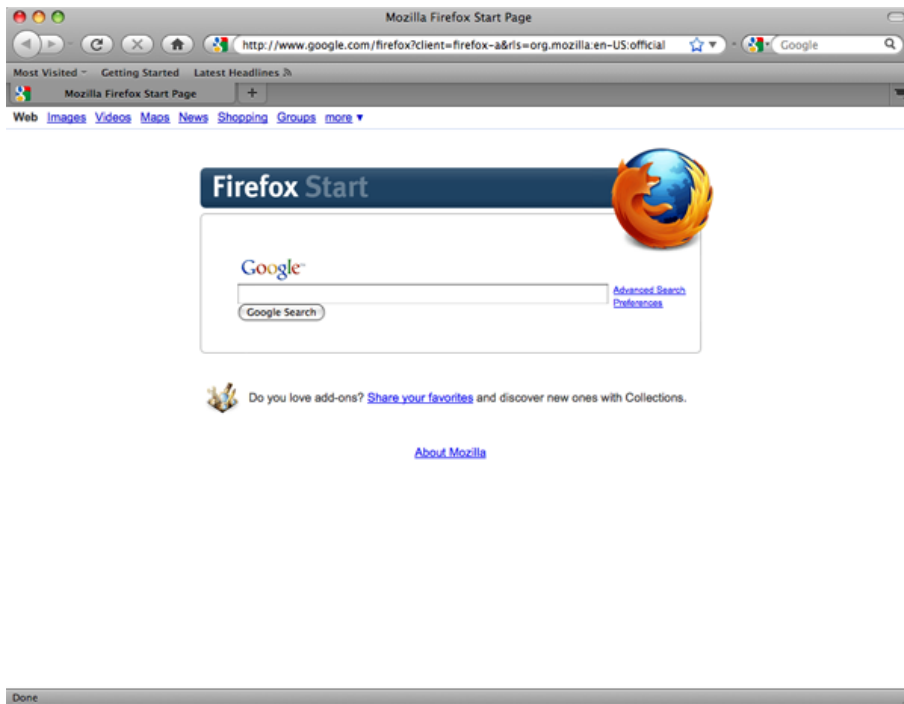 Mozilla Firefox Start Page
http://www.google.com/firefox?client=firefox-a&rls=org.mozilla:en-US:official
Google
Most Visited Getting Started Latest Headlines
Mozilla Firefox Start Page +
Web Images Videos Maps News Shopping Groups more ▼
Firefox Start
Google™
Advanced Search
Preferences
Google Search
Do you love add-ons? Share your favorites and discover new ones with Collections.
About Mozilla
Done